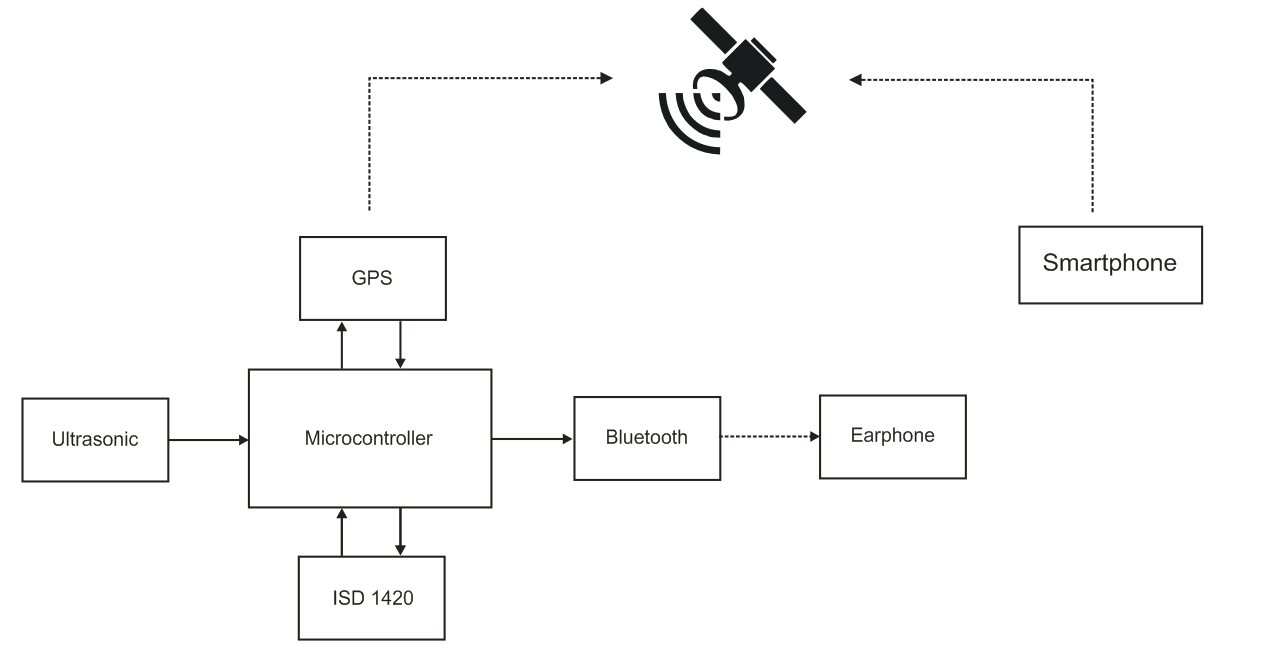 GPS
Smartphone
Ultrasonic
Microcontroller
Bluetooth
Earphone
ISD 1420